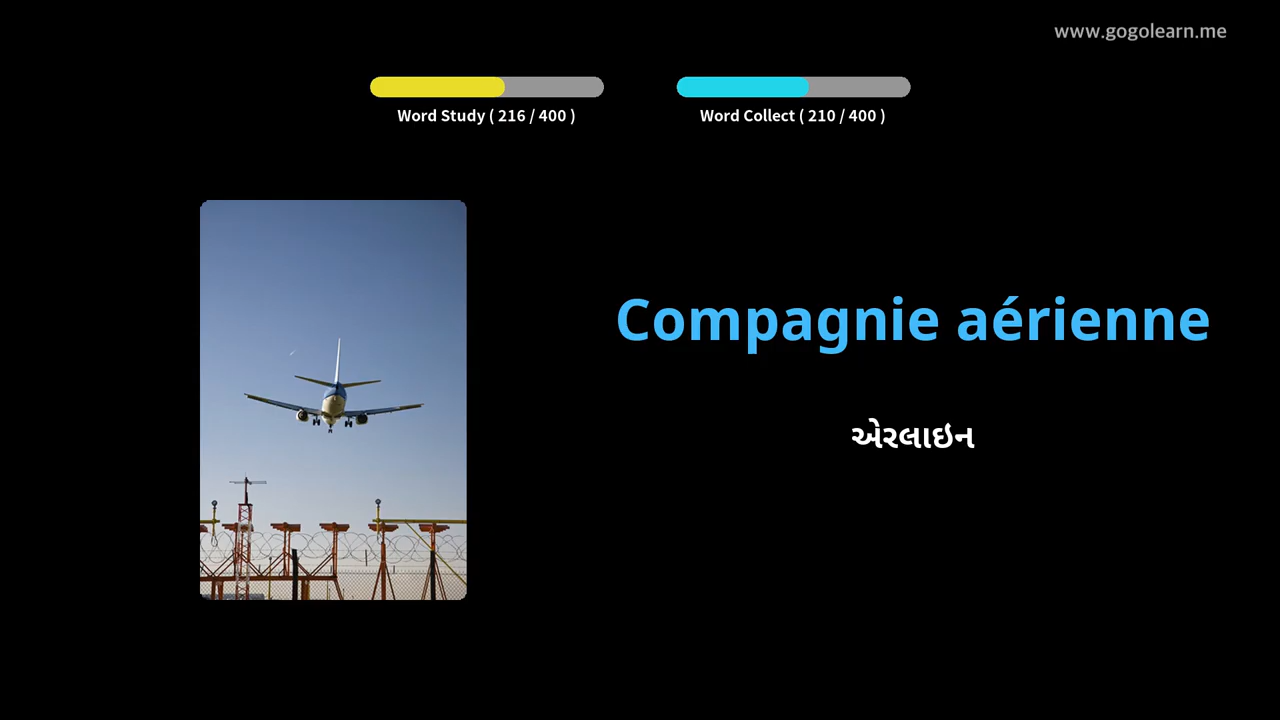 www.gogolearn.me
Word Study ( 216 / 400 )
Word Collect ( 210 / 400 )
Compagnie aérienne
એરલાઇન